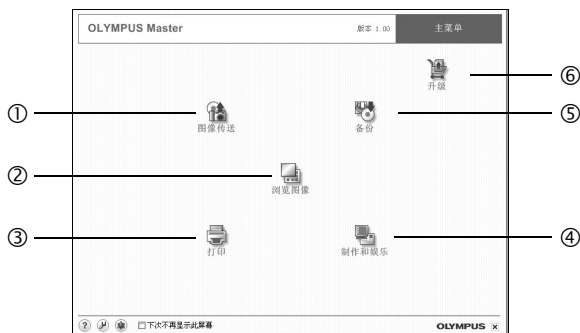 OLYMPUS Master
版本 1.00
主菜单
⑥
升级
①
图像传送
备份
⑤
②
浏览图像
③
打印
制作和娱乐
④
? 
下次不再显示此屏幕
OLYMPUS